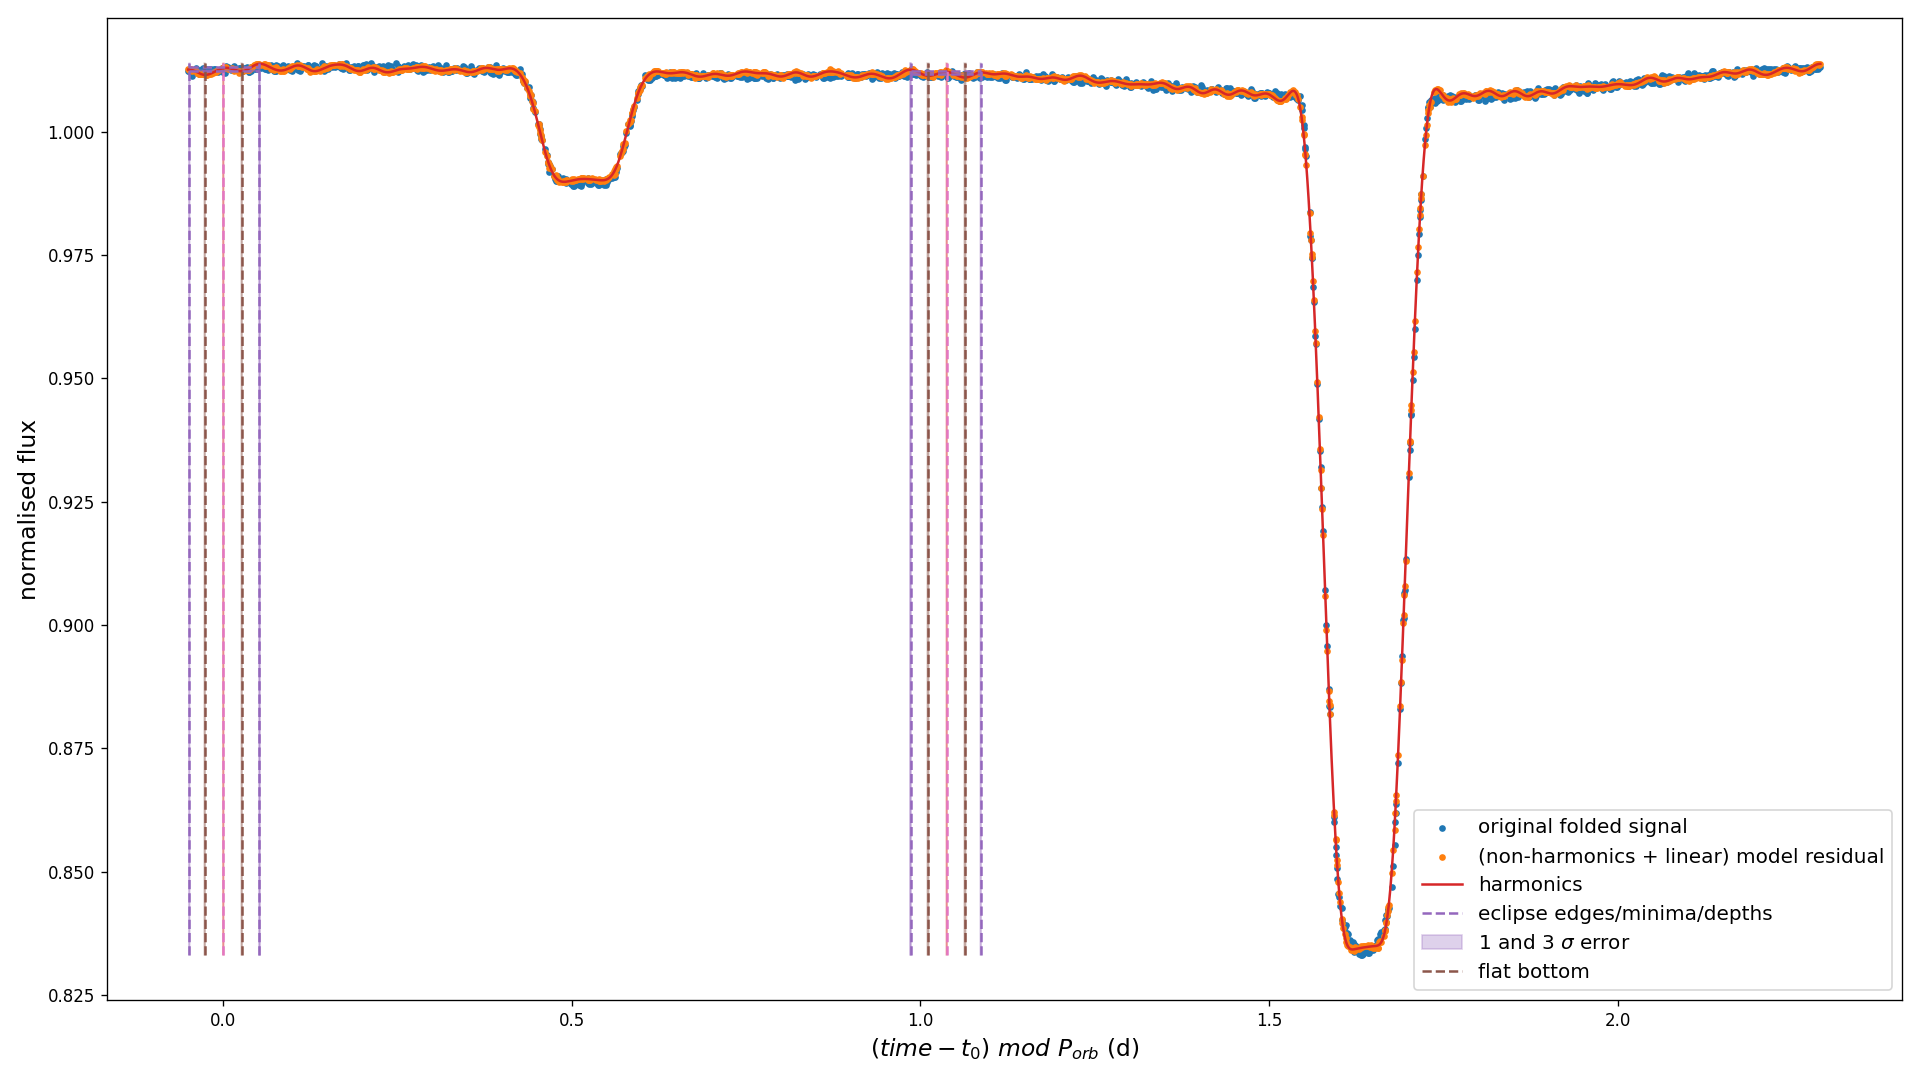 1.000
0.975
0.950
0.925
0.900
0.875
0.850
0.825
normalised flux
0.0 0.5 1.0 1.5 2.0
(time − t₀) mod Pₒᵣᵦ (d)
original folded signal
(non-harmonics + linear) model residual
harmonics
eclipse edges/minima/depths
1 and 3 σ error
flat bottom